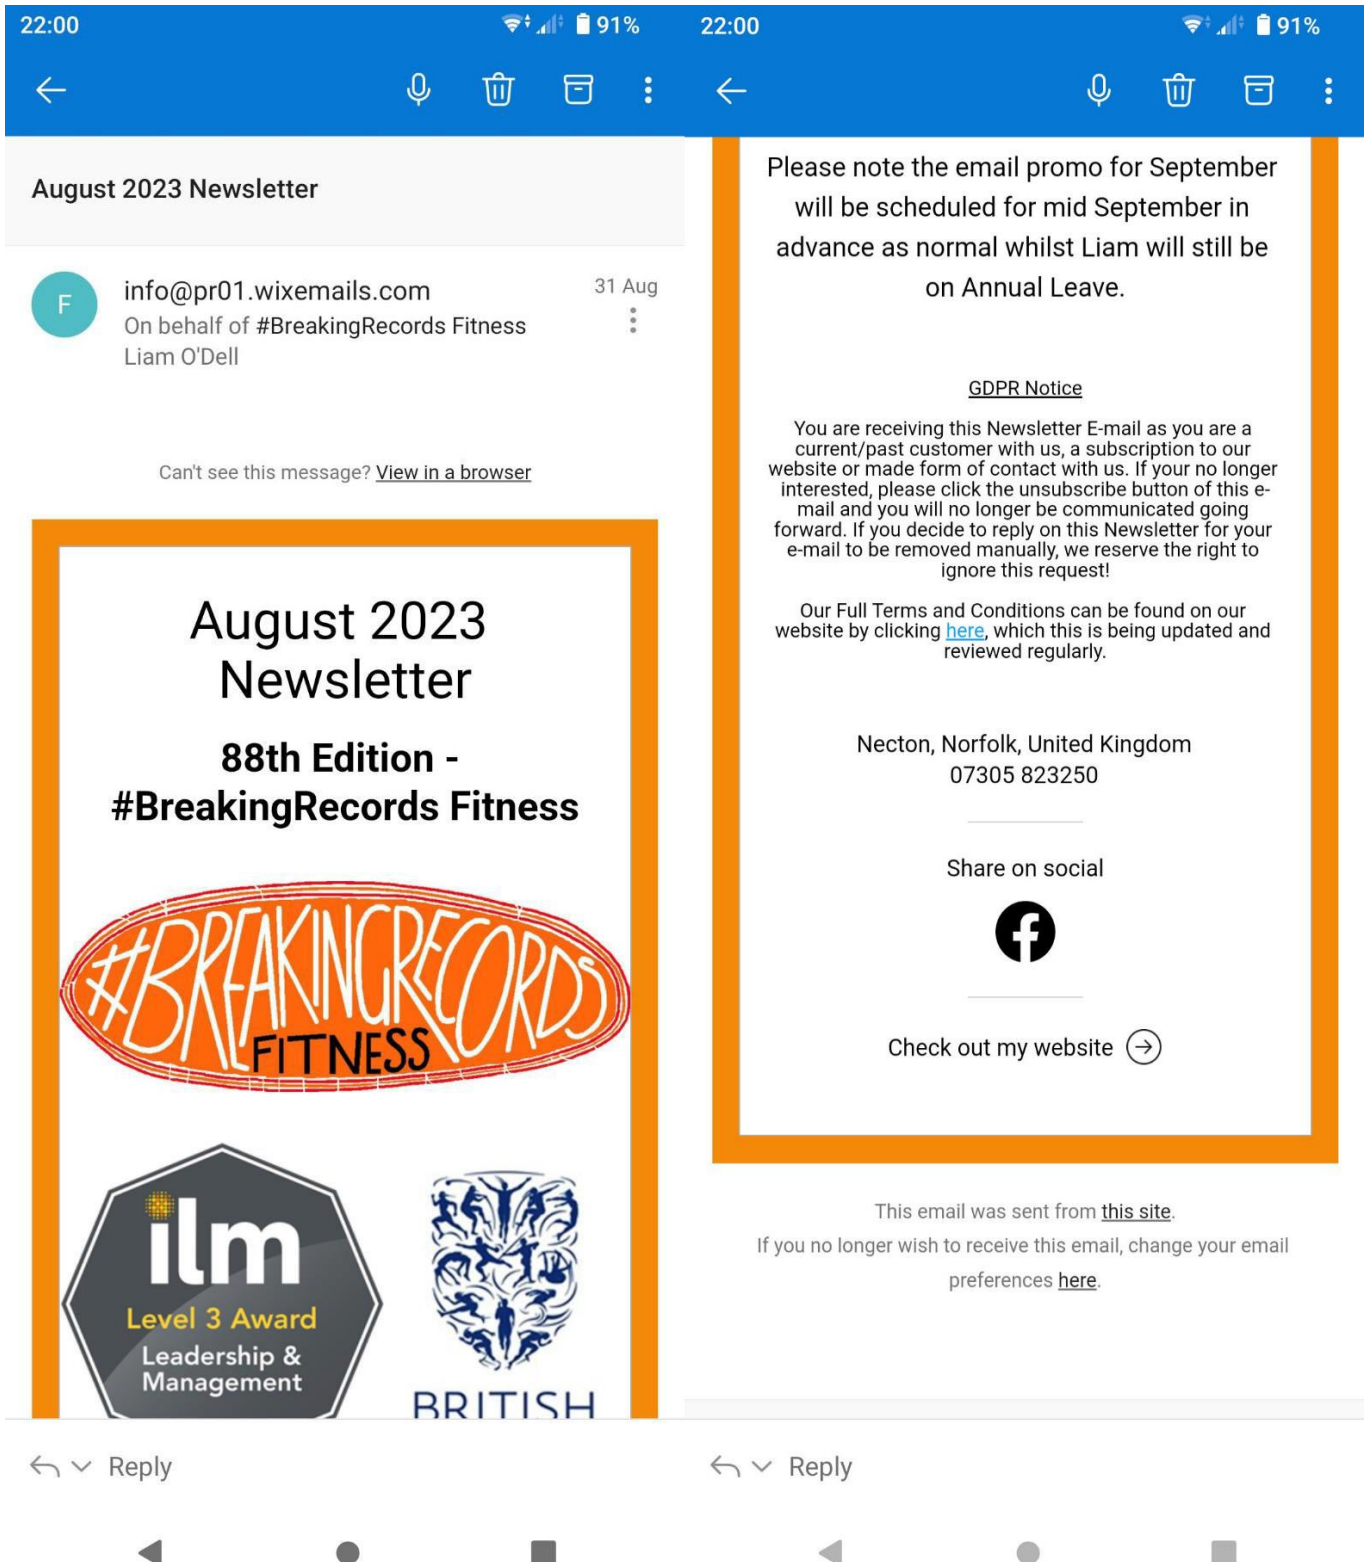 22:00
91%
August 2023 Newsletter
F
info@pr01.wixemails.com
31 Aug
On behalf of #BreakingRecords Fitness
Liam O'Dell
Can't see this message? View in a browser
August 2023
Newsletter
88th Edition -
#BreakingRecords Fitness
#BREAKINGRECORDS
FITNESS
ilm
Level 3 Award
Leadership &
Management
BRITISH
Reply
22:00
91%
Please note the email promo for September
will be scheduled for mid September in
advance as normal whilst Liam will still be
on Annual Leave.
GDPR Notice
You are receiving this Newsletter E-mail as you are a
current/past customer with us, a subscription to our
website or made form of contact with us. If your no longer
interested, please click the unsubscribe button of this e-
mail and you will no longer be communicated going
forward. If you decide to reply on this Newsletter for your
e-mail to be removed manually, we reserve the right to
ignore this request!
Our Full Terms and Conditions can be found on our
website by clicking here, which this is being updated and
reviewed regularly.
Necton, Norfolk, United Kingdom
07305 823250
Share on social
Check out my website
This email was sent from this site.
If you no longer wish to receive this email, change your email
preferences here.
Reply